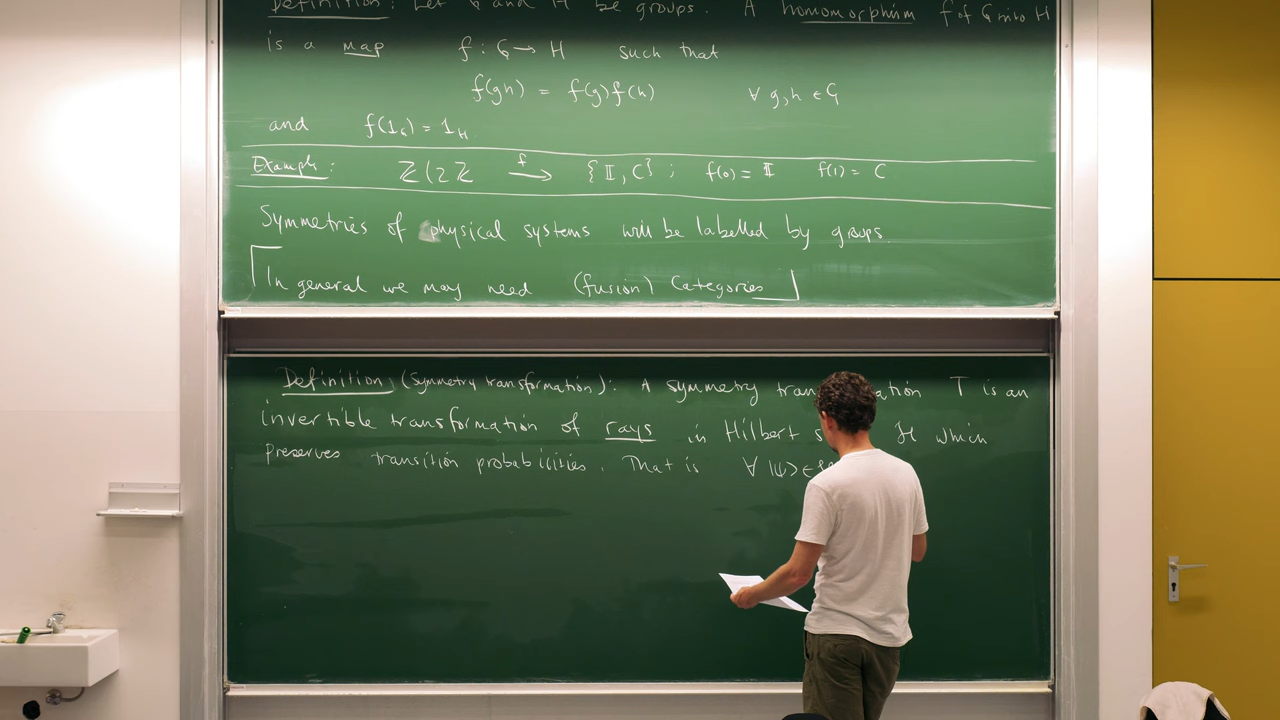 Definition: Let G and H be groups. A homomorphism f of G into H
is a map f : G → H such that
f(gh) = f(g)f(h) ∀ g,h ∈ G
and f(1_G) = 1_H.
Example: ℤ/2ℤ →^f {𝕀, C} ; f(0) = 𝕀 f(1) = C
Symmetries of physical systems will be labelled by groups.
[In general we may need (fusion) Categories]
Definition, (Symmetry transformation): A symmetry tran ation T is an
invertible transformation of rays in Hilbert s ℋ which
preserves transition probabilities. That is ∀ |ψ> ∈